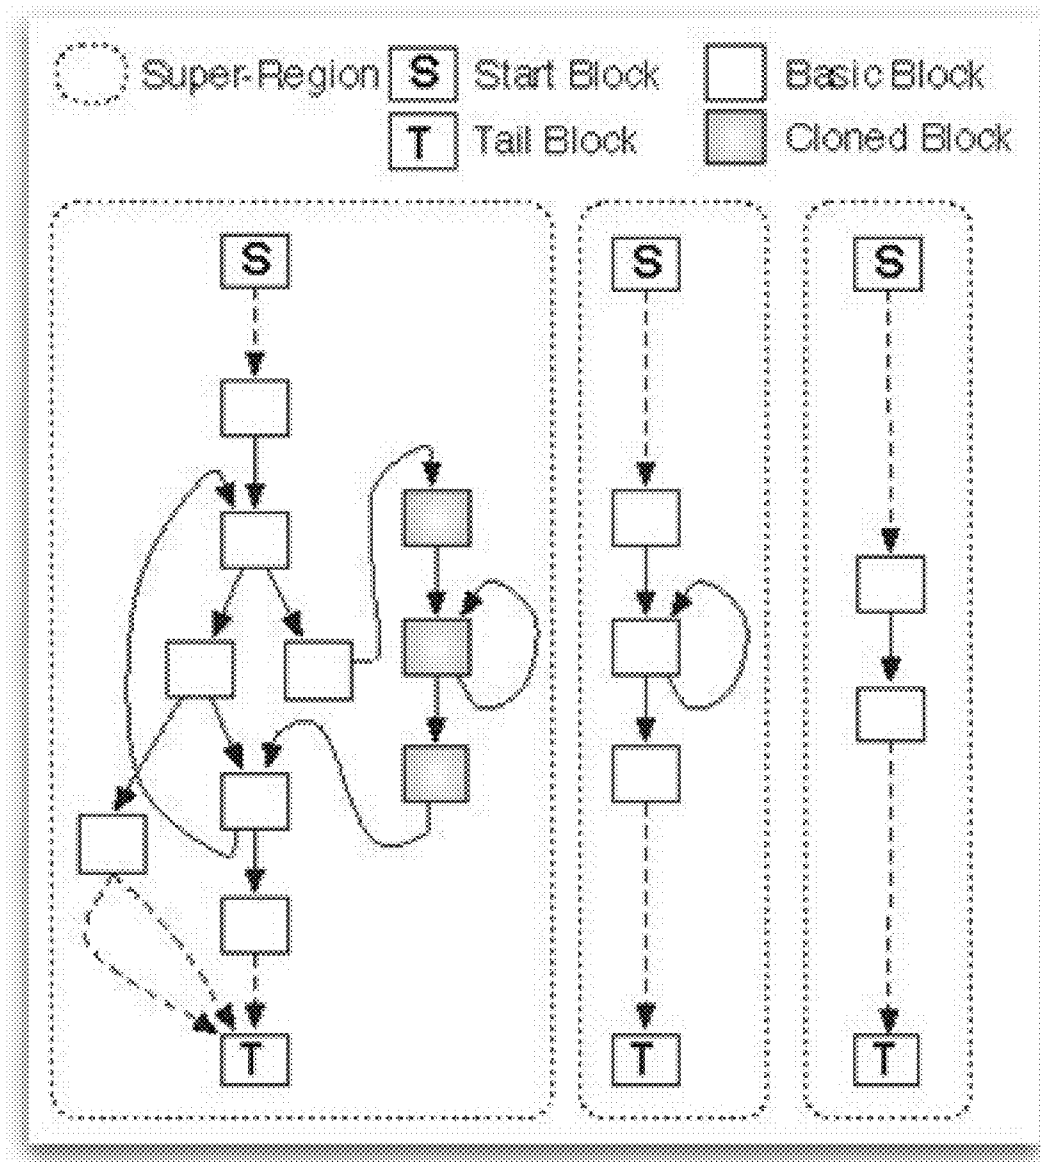 Super-Region S Start Block Basic Block
T Tail Block Cloned Block
S S S
T T T